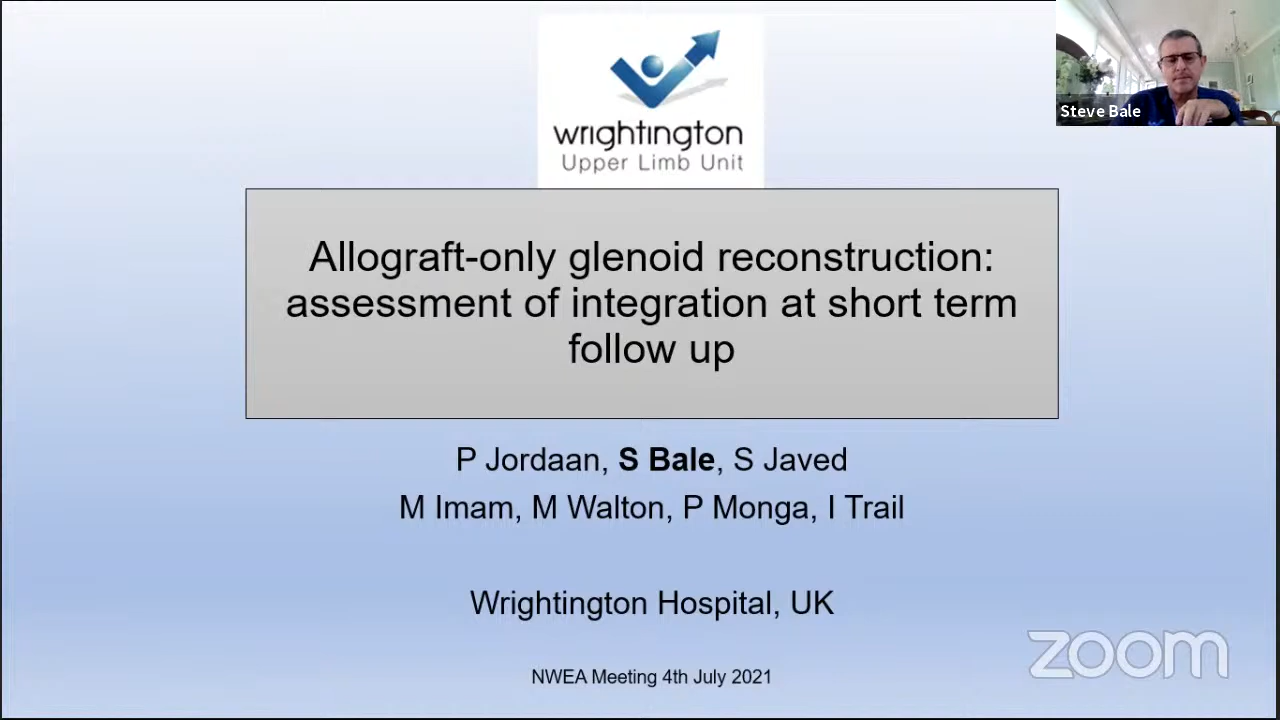 Steve Bale
wrightington
Upper Limb Unit
Allograft-only glenoid reconstruction:
assessment of integration at short term
follow up
P Jordaan, S Bale, S Javed
M Imam, M Walton, P Monga, I Trail
Wrightington Hospital, UK
NWEA Meeting 4th July 2021
zoom